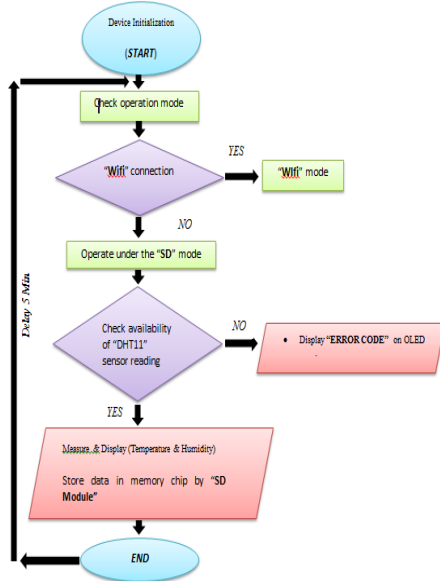 Device Initialization
(START)
Check operation mode
"Wifi" connection
YES
"Wifi" mode
NO
Operate under the "SD" mode
Delay 5 Min
Check availability
of "DHT11"
sensor reading
NO
• Display "ERROR CODE" on OLED
.
YES
Measure & Display (Temperature & Humidity)
Store data in memory chip by "SD
Module"
END